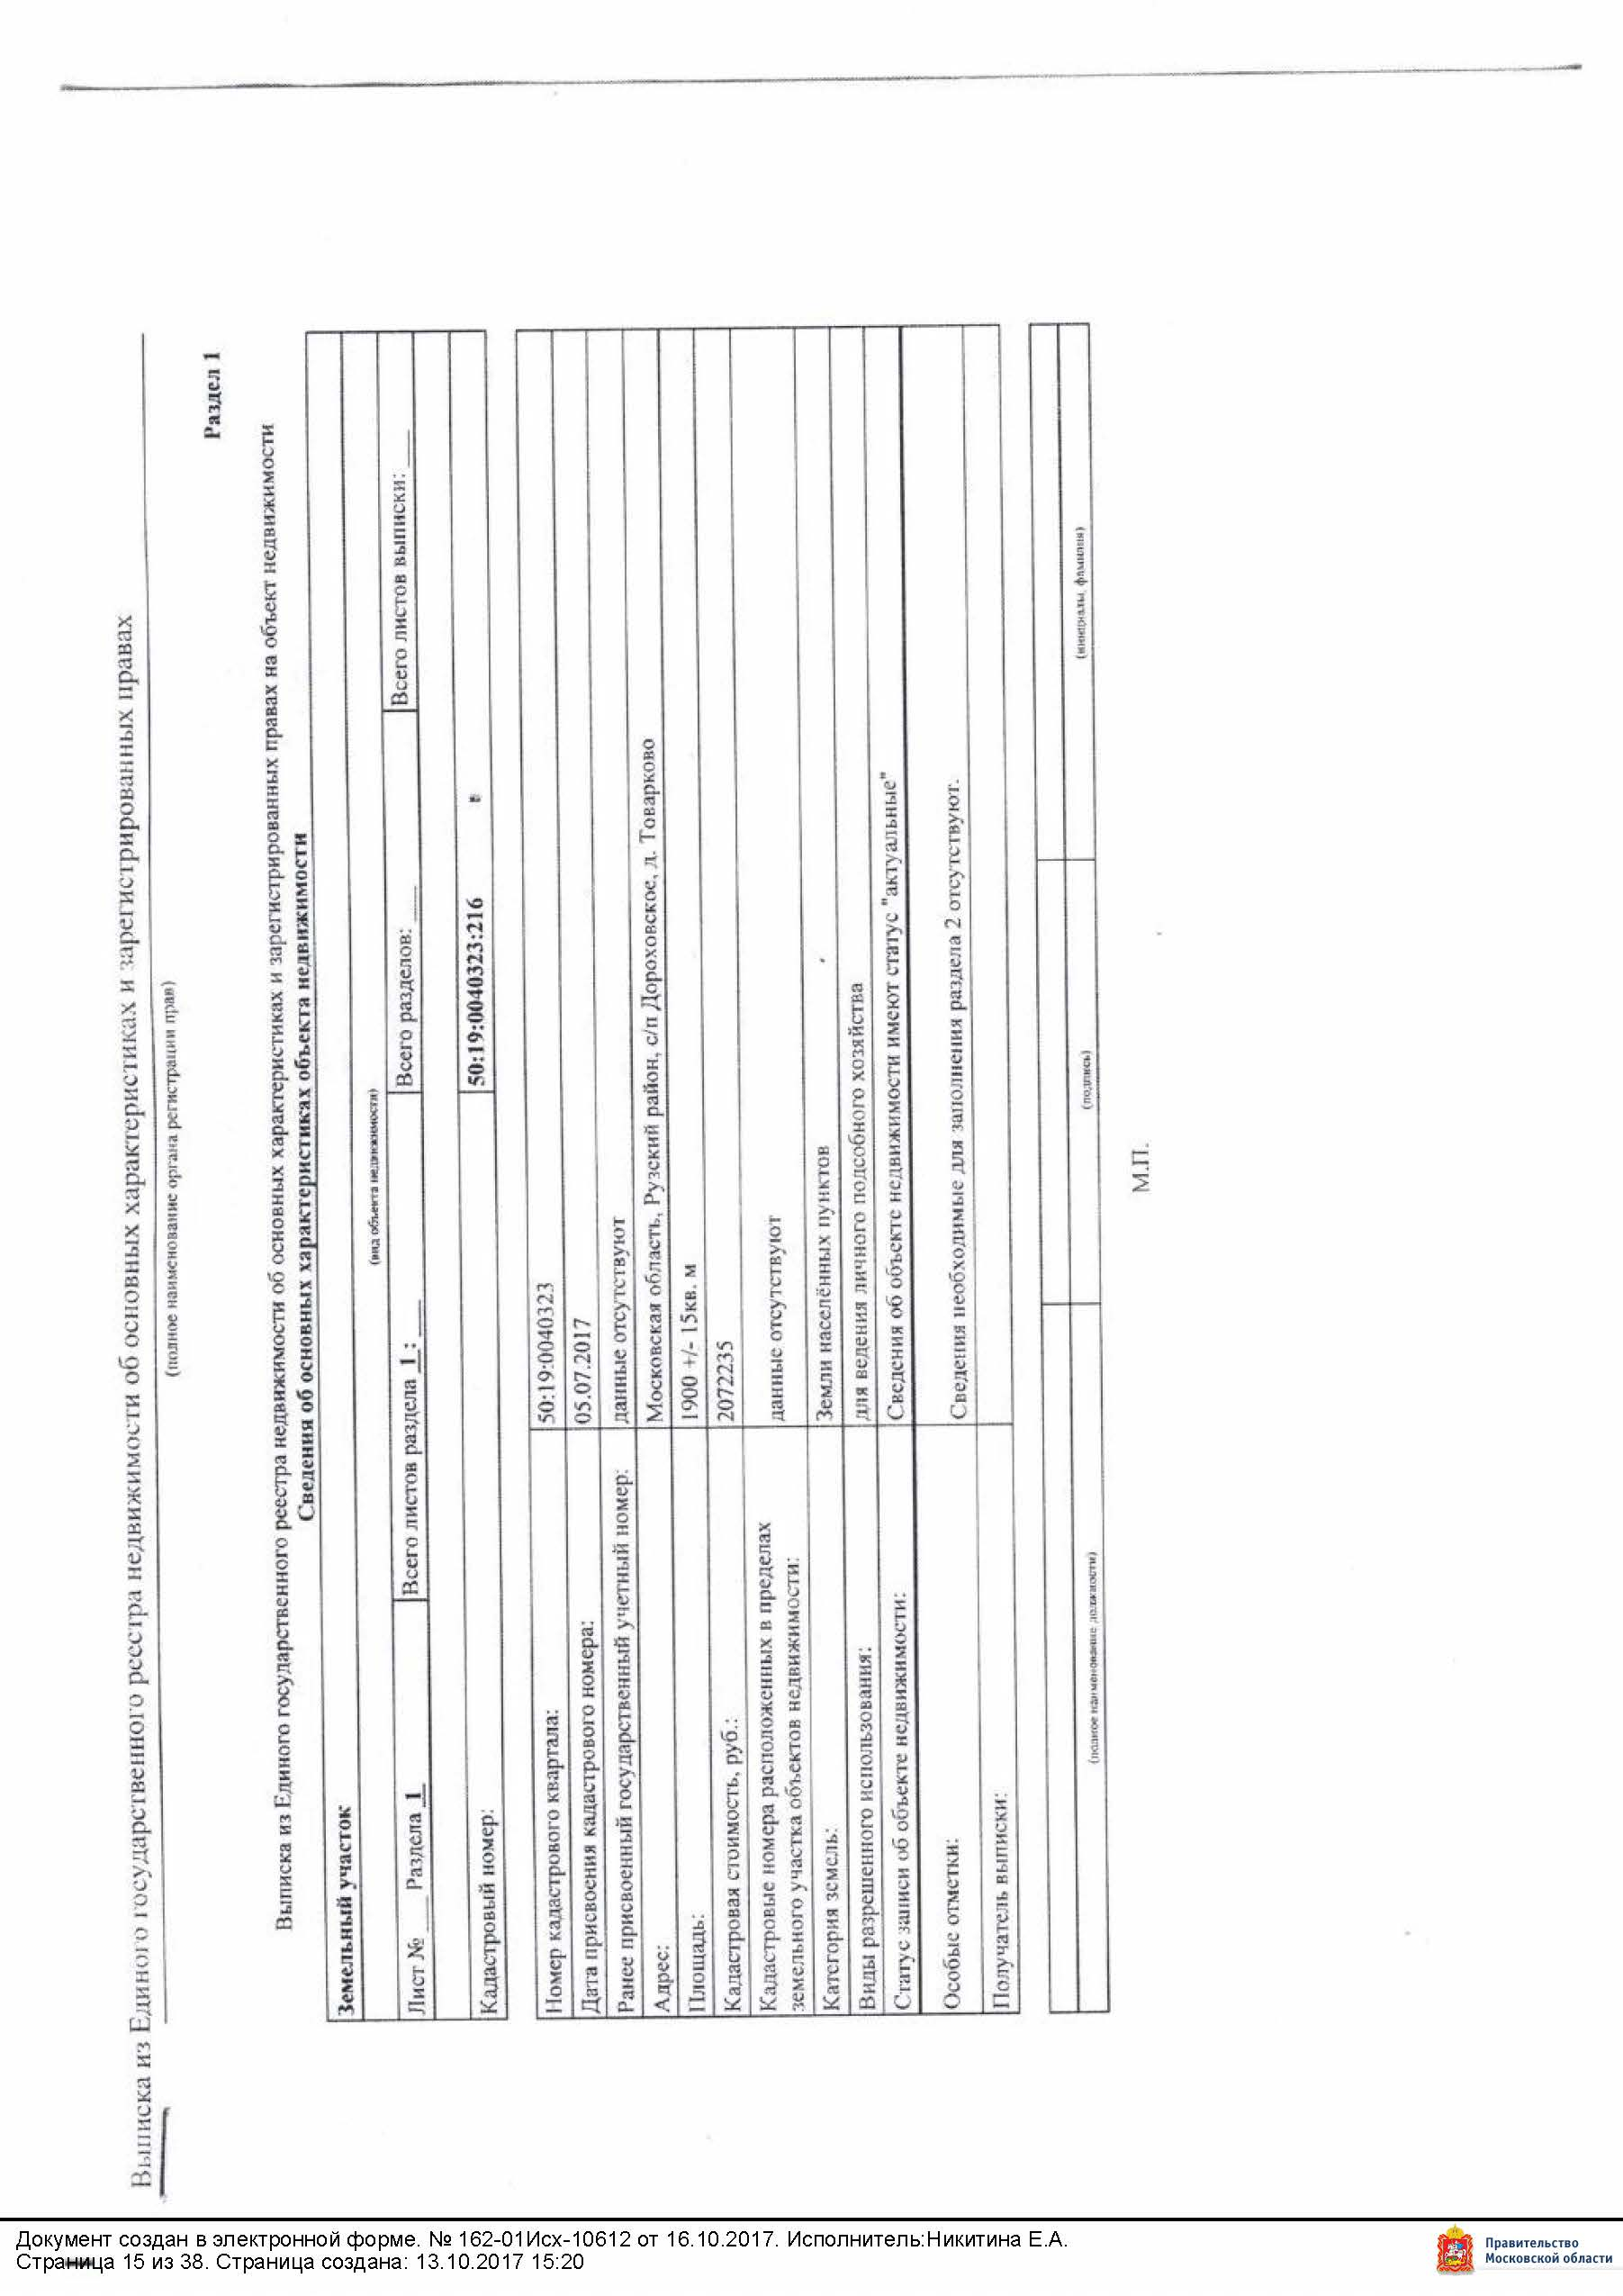 Выписка из Единого государственного реестра недвижимости об основных характеристиках и зарегистрированных правах
(полное наименование органа регистрации прав)
Раздел 1
Выписка из Единого государственного реестра недвижимости об основных характеристиках и зарегистрированных правах на объект недвижимости
Сведения об основных характеристиках объекта недвижимости
Земельный участок
(вид объекта недвижимости)
Лист № ___ Раздела 1 Всего листов раздела 1 : ___ Всего разделов: ___ Всего листов выписки: ___
Кадастровый номер: 50:19:0040323:216
Номер кадастрового квартала: 50:19:0040323
Дата присвоения кадастрового номера: 05.07.2017
Ранее присвоенный государственный учетный номер: данные отсутствуют
Адрес: Московская область, Рузский район, с/п Дороховское, д. Товарково
Площадь: 1900 +/- 15кв. м
Кадастровая стоимость, руб.: 2072235
Кадастровые номера расположенных в пределах
земельного участка объектов недвижимости: данные отсутствуют
Категория земель: Земли населённых пунктов
Виды разрешенного использования: для ведения личного подсобного хозяйства
Статус записи об объекте недвижимости: Сведения об объекте недвижимости имеют статус "актуальные"
Особые отметки: Сведения необходимые для заполнения раздела 2 отсутствуют.
Получатель выписки:
(полное наименование должности) (подпись) (инициалы, фамилия)
М.П.
Документ создан в электронной форме. № 162-01Исх-10612 от 16.10.2017. Исполнитель:Никитина Е.А.
Страница 15 из 38. Страница создана: 13.10.2017 15:20
Правительство
Московской области